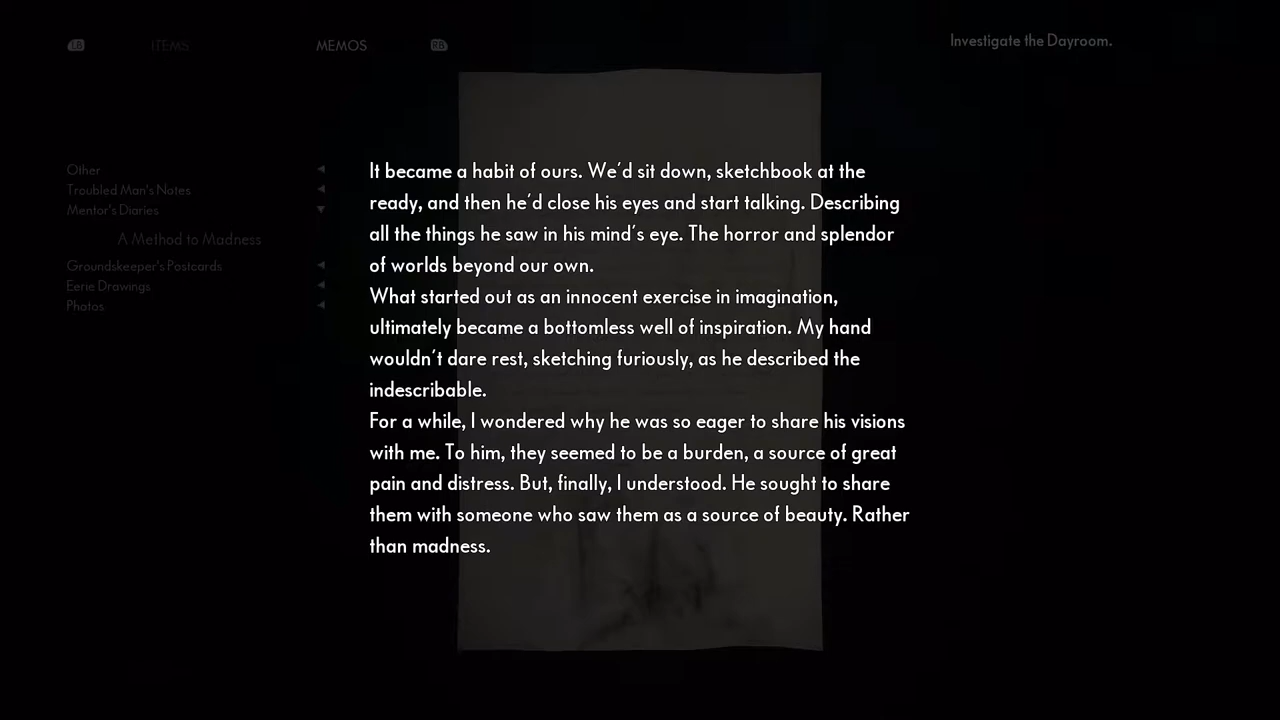 LB ITEMS MEMOS RB
Investigate the Dayroom.
Other
Troubled Man's Notes
Mentor's Diaries
A Method to Madness
Groundskeeper's Postcards
Eerie Drawings
Photos
It became a habit of ours. We'd sit down, sketchbook at the
ready, and then he'd close his eyes and start talking. Describing
all the things he saw in his mind's eye. The horror and splendor
of worlds beyond our own.
What started out as an innocent exercise in imagination,
ultimately became a bottomless well of inspiration. My hand
wouldn't dare rest, sketching furiously, as he described the
indescribable.
For a while, I wondered why he was so eager to share his visions
with me. To him, they seemed to be a burden, a source of great
pain and distress. But, finally, I understood. He sought to share
them with someone who saw them as a source of beauty. Rather
than madness.